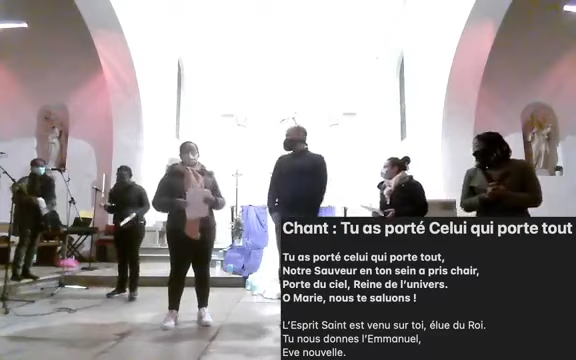 Chant : Tu as porté Celui qui porte tout
Tu as porté celui qui porte tout,
Notre Sauveur en ton sein a pris chair,
Porte du ciel, Reine de l’univers.
O Marie, nous te saluons !
L’Esprit Saint est venu sur toi, élue du Roi.
Tu nous donnes l’Emmanuel,
Eve nouvelle.